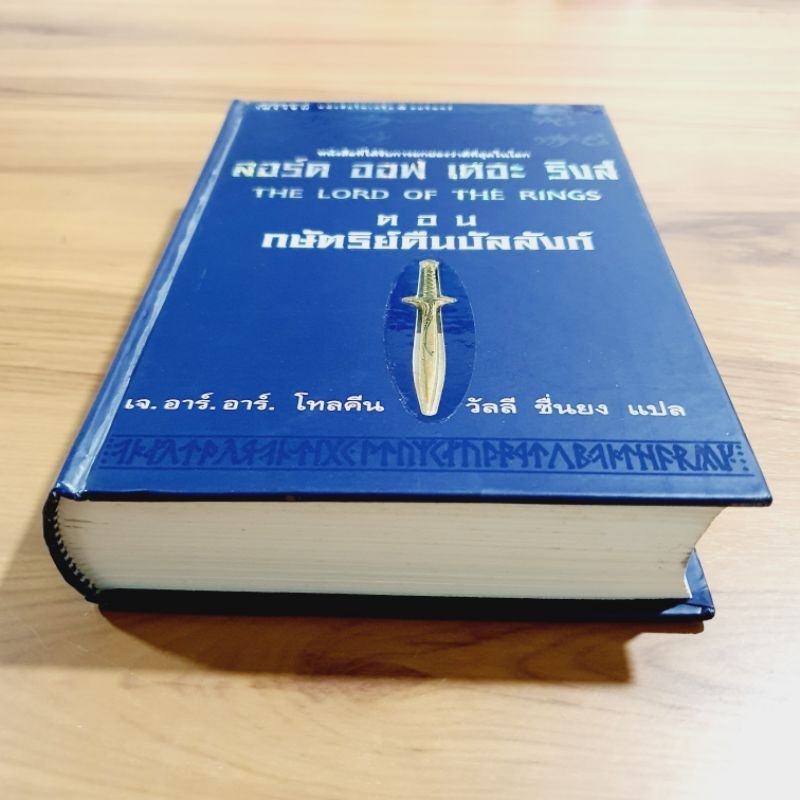 หนังสือที่ได้รับการยกย่องว่าดีที่สุดในโลก
ลอร์ด ออฟ เดอะ ริงส์
THE LORD OF THE RINGS
ตอน
กษัตริย์คืนบัลลังก์
เจ. อาร์. อาร์. โทลคีน วัลลี ชื่นยง แปล